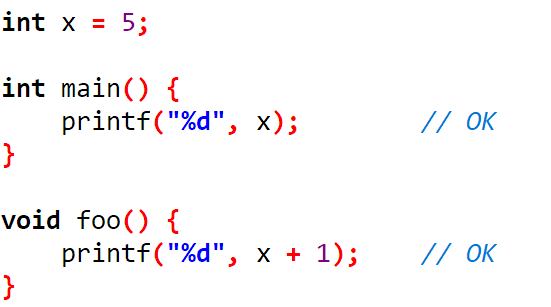 int x = 5;

int main() {
    printf("%d", x);        // OK
}

void foo() {
    printf("%d", x + 1);    // OK
}